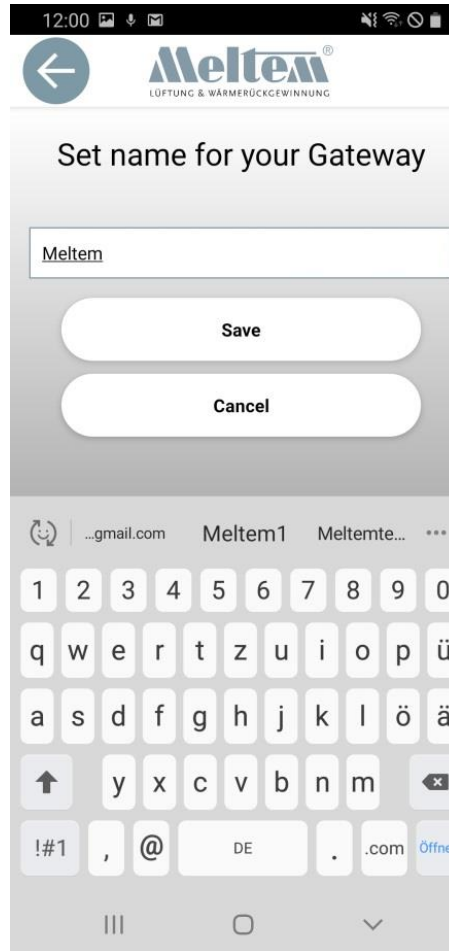 12:00
Meltem®
LÜFTUNG & WÄRMERÜCKGEWINNUNG
Set name for your Gateway
Meltem
Save
Cancel
...gmail.com Meltem1 Meltemte...
1 2 3 4 5 6 7 8 9 0
q w e r t z u i o p ü
a s d f g h j k l ö ä
y x c v b n m
!#1 , @ DE . .com Öffne